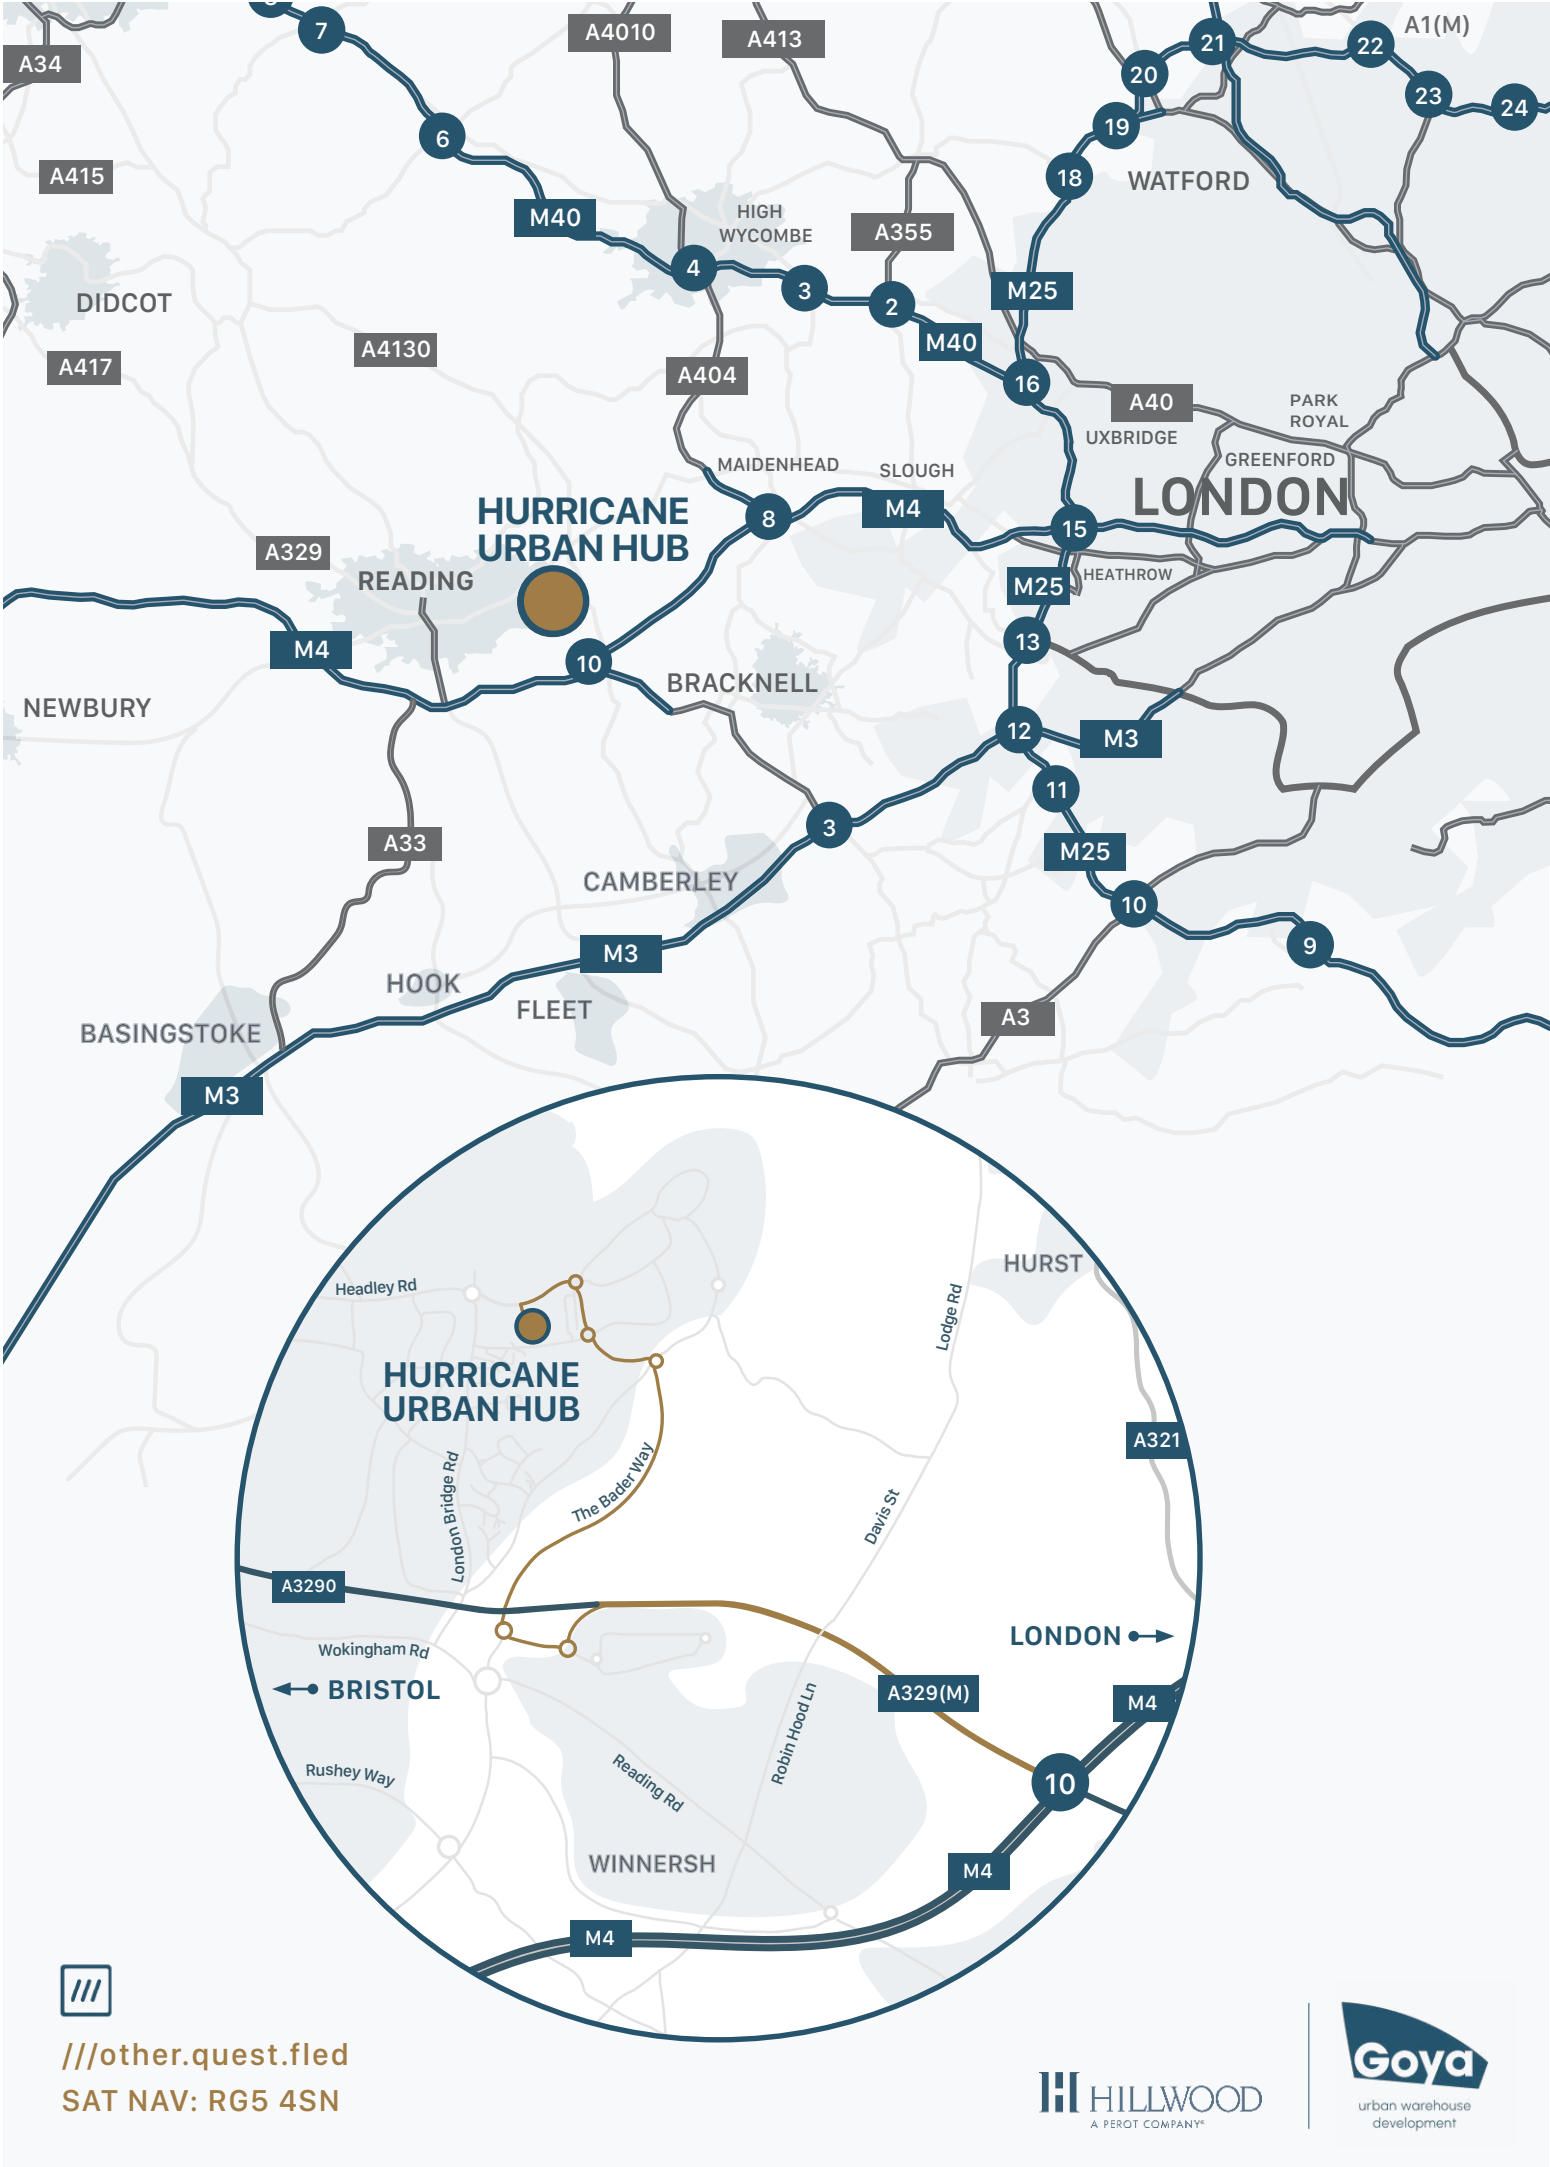 7
A4010
A413
21
22
A1(M)
A34
20
23
24
6
19
A415
18
WATFORD
M40
HIGH
WYCOMBE
A355
4
3
2
M25
DIDCOT
A4130
M40
A417
A404
16
A40
PARK
ROYAL
UXBRIDGE
MAIDENHEAD
SLOUGH
GREENFORD
LONDON
HURRICANE
URBAN HUB
8
M4
15
A329
READING
HEATHROW
M25
M4
10
13
BRACKNELL
NEWBURY
12
M3
11
3
A33
M25
CAMBERLEY
10
M3
9
HOOK
FLEET
A3
BASINGSTOKE
M3
HURST
Headley Rd
Lodge Rd
HURRICANE
URBAN HUB
A321
London Bridge Rd
The Bader Way
Davis St
A3290
Wokingham Rd
LONDON
BRISTOL
A329(M)
M4
Robin Hood Ln
Rushey Way
Reading Rd
10
WINNERSH
M4
M4
///
///other.quest.fled
SAT NAV: RG5 4SN
HILLWOOD
A PEROT COMPANY®
Goya
urban warehouse
development